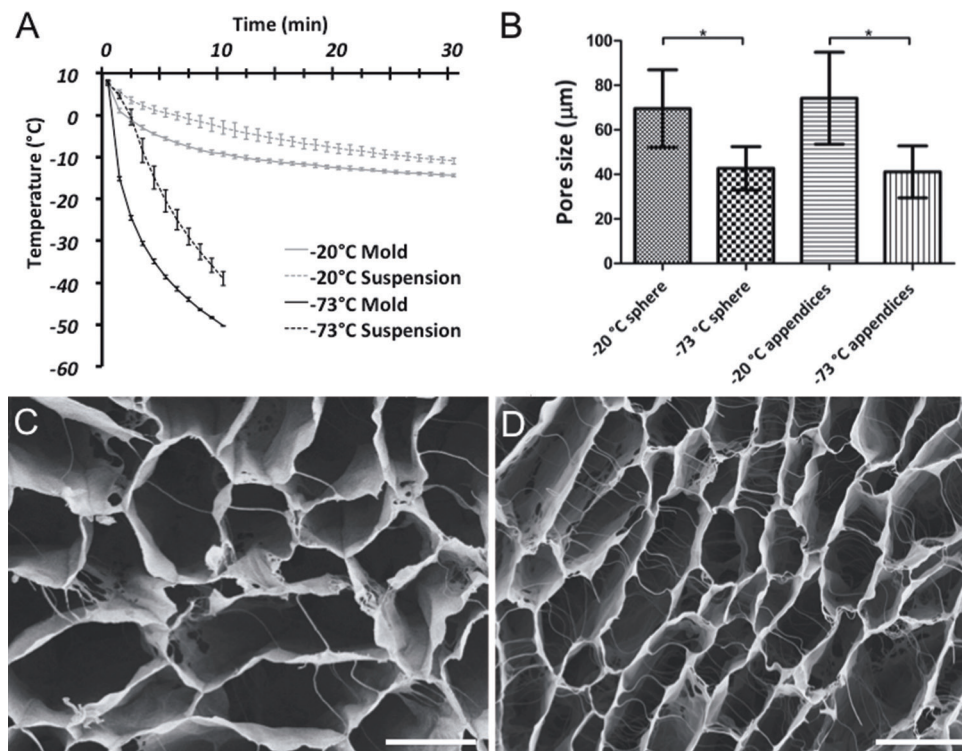 A
Time (min)
0 10 20 30
10
0
-10
-20
-30
-40
-50
-60
Temperature (°C)
-20°C Mold
-20°C Suspension
-73°C Mold
-73°C Suspension
B
* *
100
80
60
40
20
0
Pore size (µm)
-20 °C sphere
-73 °C sphere
-20 °C appendices
-73 °C appendices
C
D